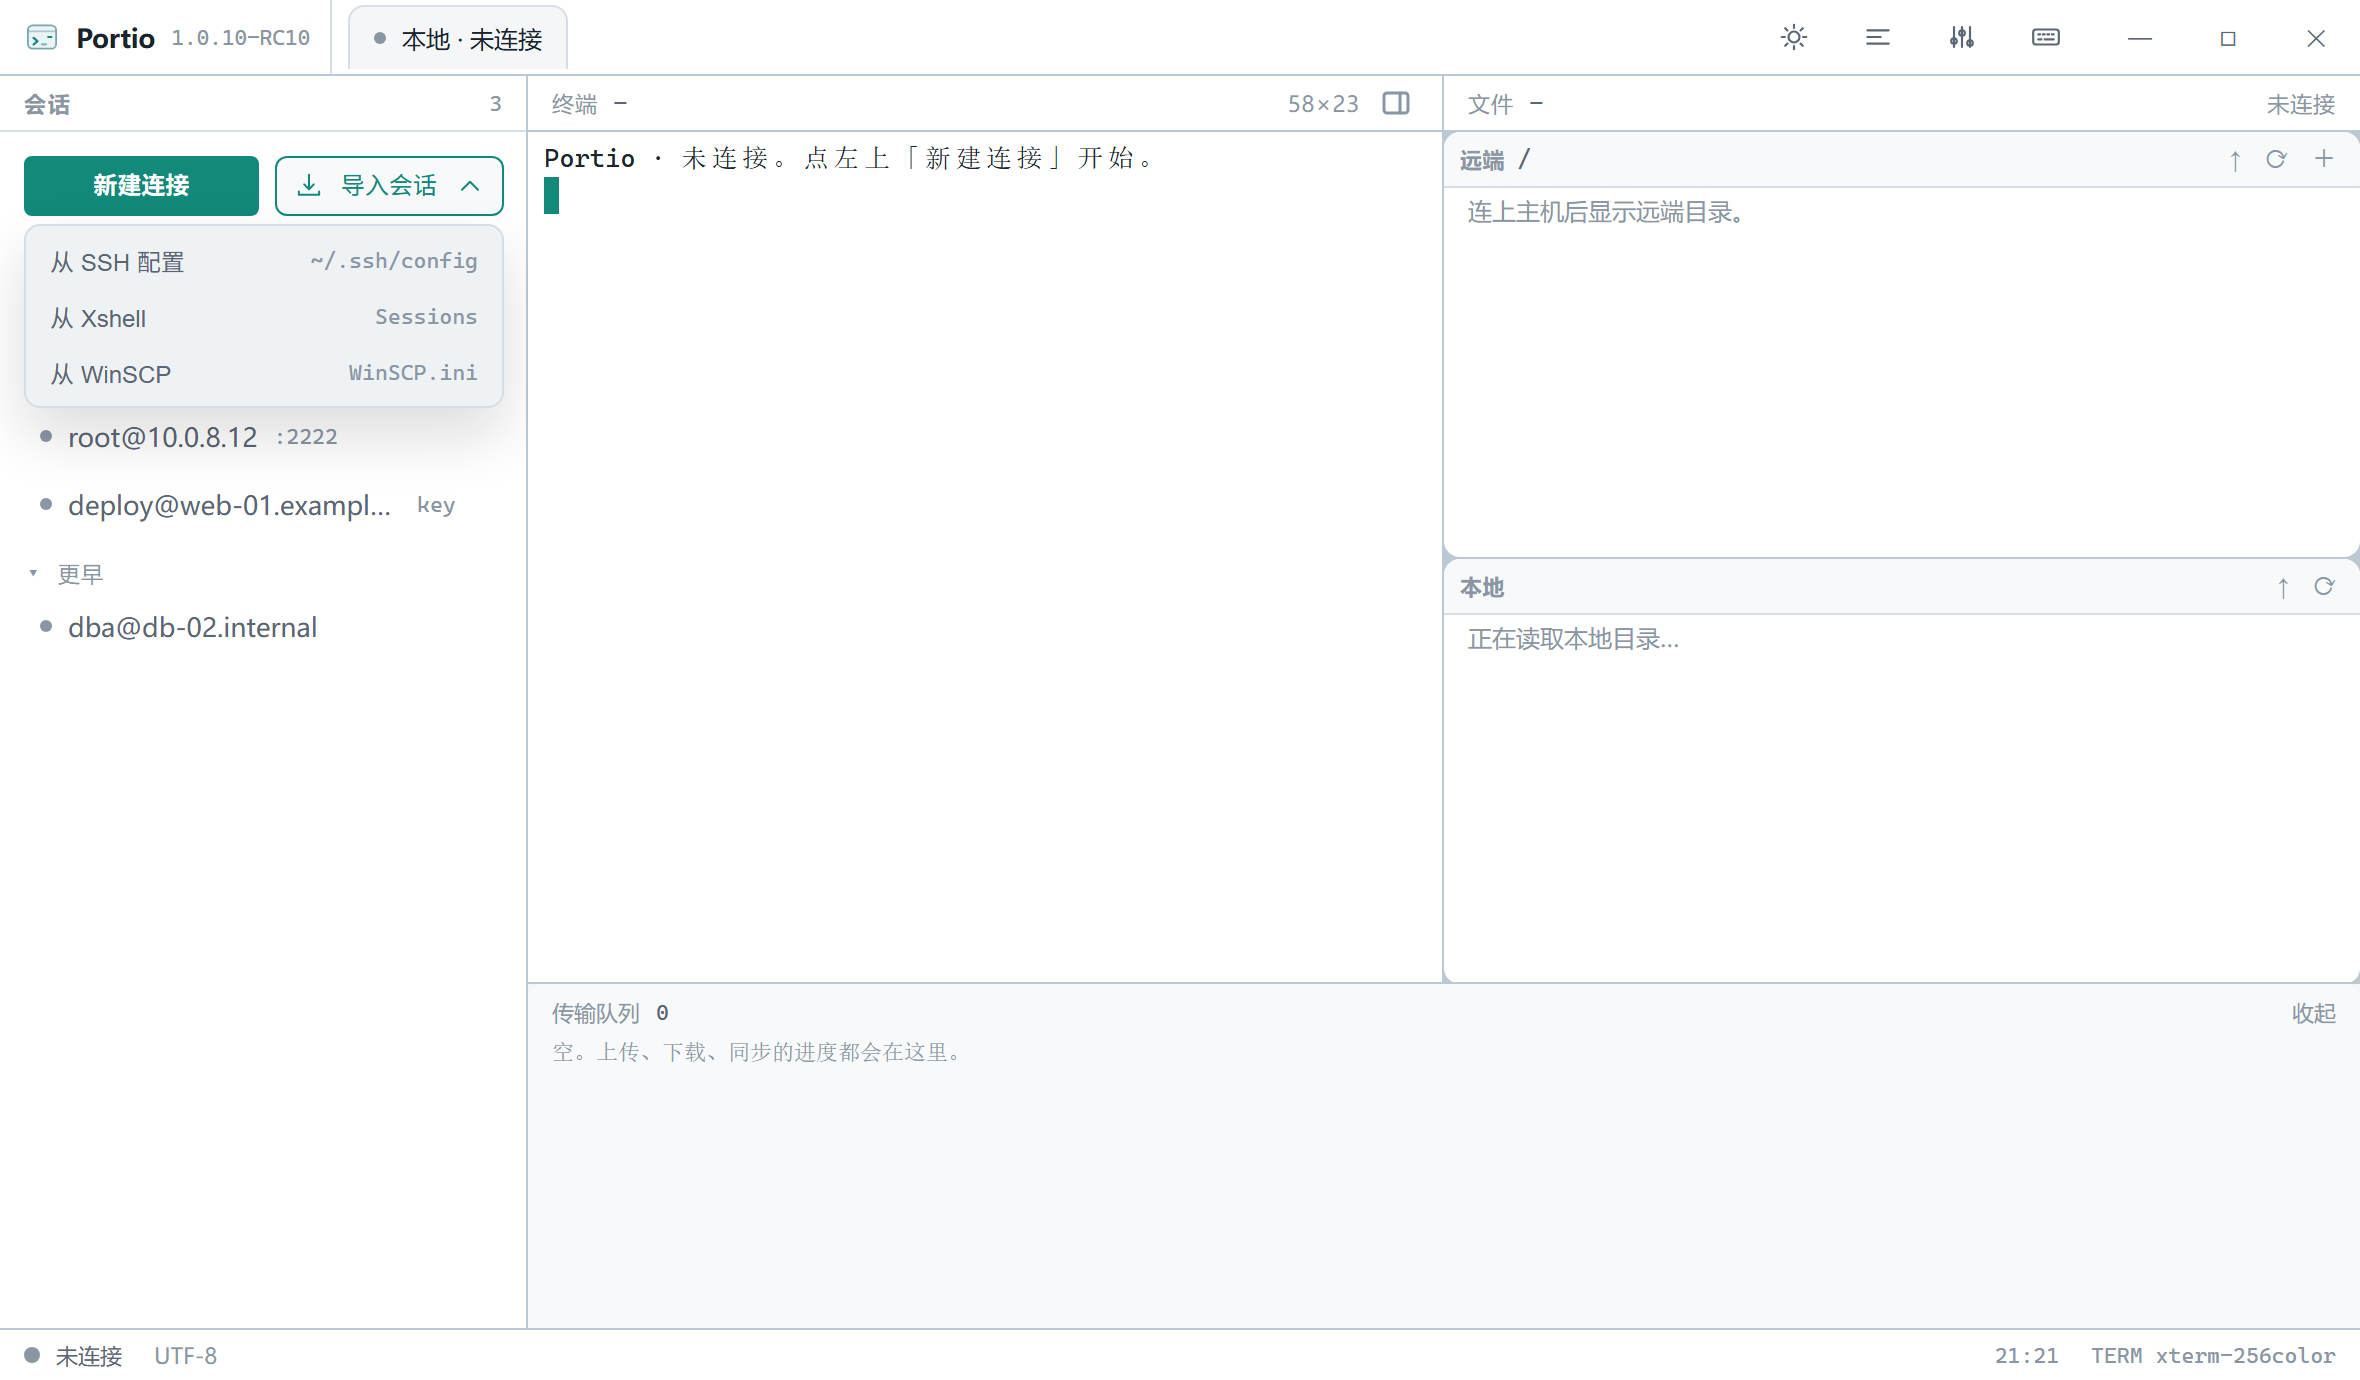 Portio 1.0.10-RC10
本地 · 未连接
会话 3
新建连接
导入会话
从 SSH 配置 ~/.ssh/config
从 Xshell Sessions
从 WinSCP WinSCP.ini
root@10.0.8.12 :2222
deploy@web-01.exampl... key
更早
dba@db-02.internal
终端 – 58×23
Portio · 未连接。点左上「新建连接」开始。
文件 – 未连接
远端 /
连上主机后显示远端目录。
本地
正在读取本地目录...
传输队列 0
收起
空。上传、下载、同步的进度都会在这里。
未连接 UTF-8
21:21 TERM xterm-256color